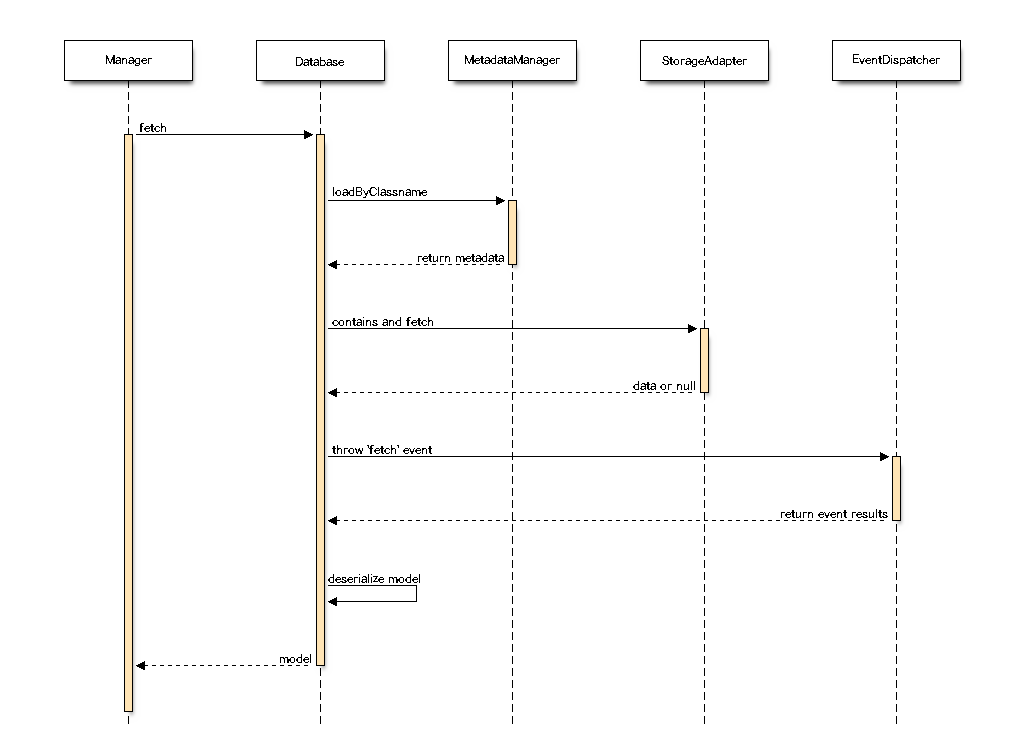 Manager
Database
MetadataManager
StorageAdapter
EventDispatcher
fetch
loadByClassname
return metadata
contains and fetch
data or null
throw 'fetch' event
return event results
deserialize model
model